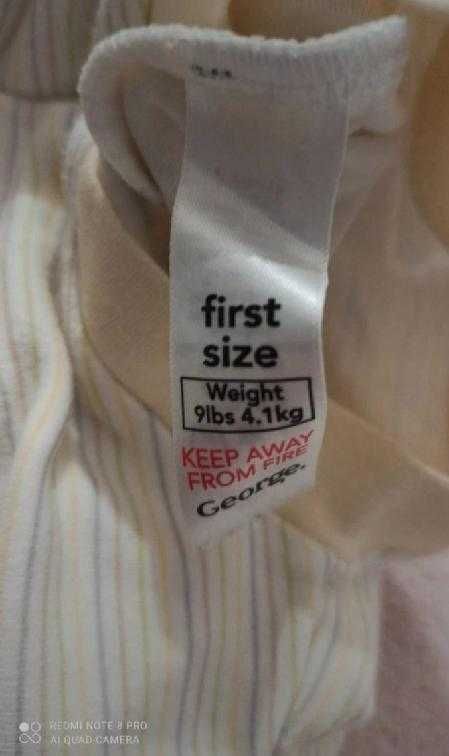 first
size
Weight
9lbs 4.1kg
KEEP AWAY
FROM FIRE
George.
REDMI NOTE 8 PRO
AI QUAD CAMERA